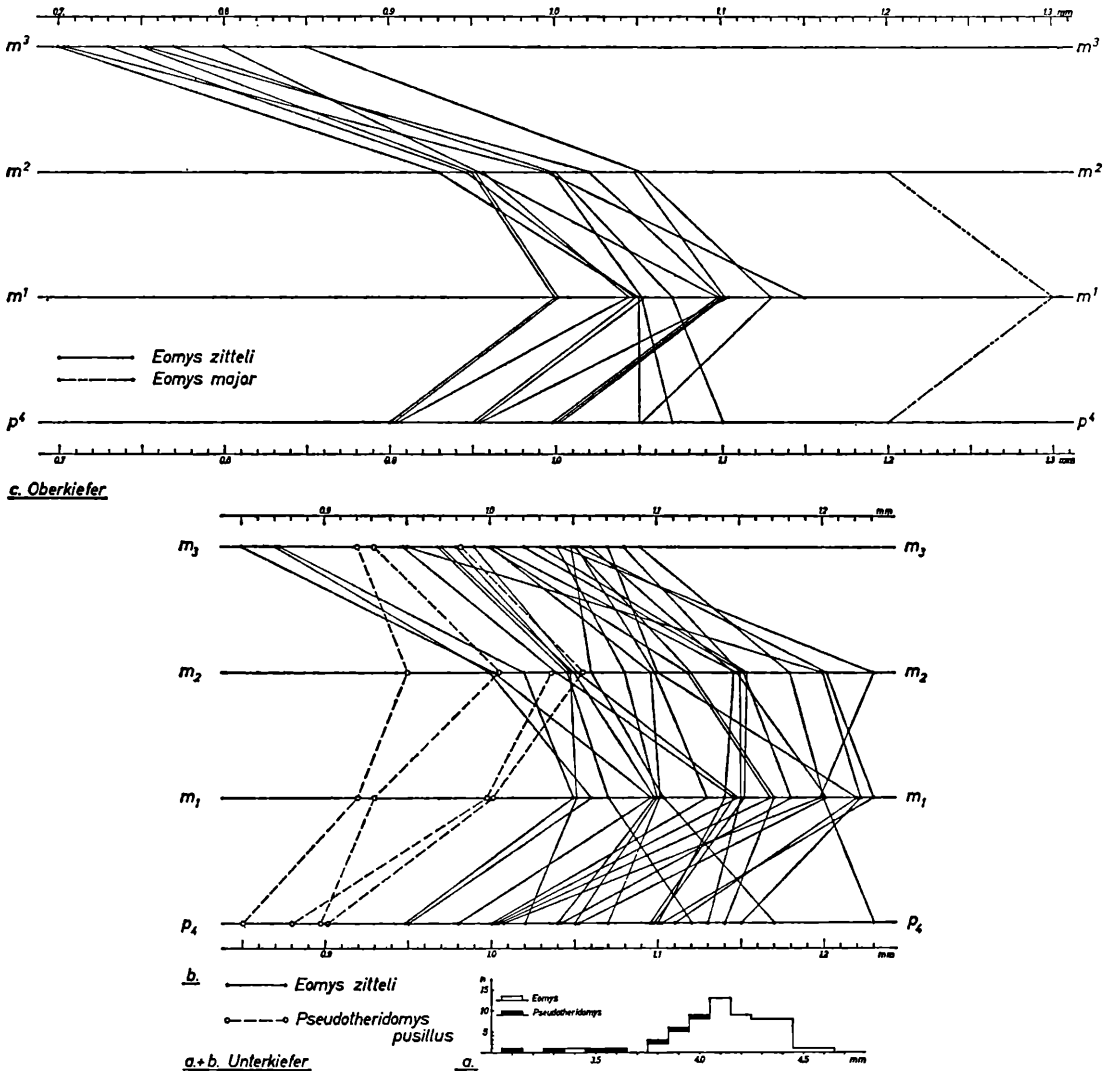 0.7 0.8 0.9 1.0 1.1 1.2 1.3 mm
m³ m³
m² m²
m¹ m¹
Eomys zitteli
Eomys major
p⁴ p⁴
0.7 0.8 0.9 1.0 1.1 1.2 1.3 mm
c. Oberkiefer
0.9 1.0 1.1 1.2 mm
m₃ m₃
m₂ m₂
m₁ m₁
p₄ p₄
0.9 1.0 1.1 1.2 mm
b.
Eomys zitteli
Pseudotheridomys
pusillus
a.+b. Unterkiefer
n
15
10
5
Eomys
Pseudotheridomys
3.5 4.0 4.5 mm
a.